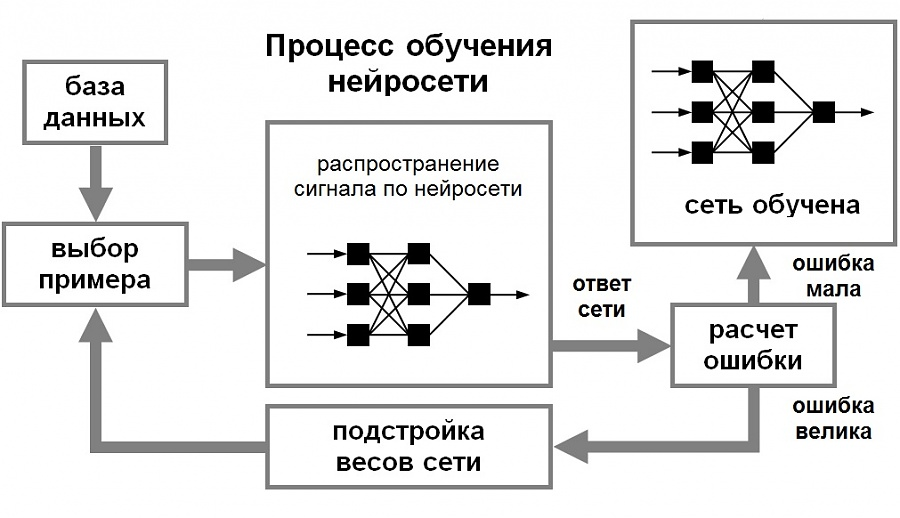 Процесс обучения
нейросети
база
данных
выбор
примера
распространение
сигнала по нейросети
ответ
сети
расчет
ошибки
ошибка
мала
сеть обучена
ошибка
велика
подстройка
весов сети